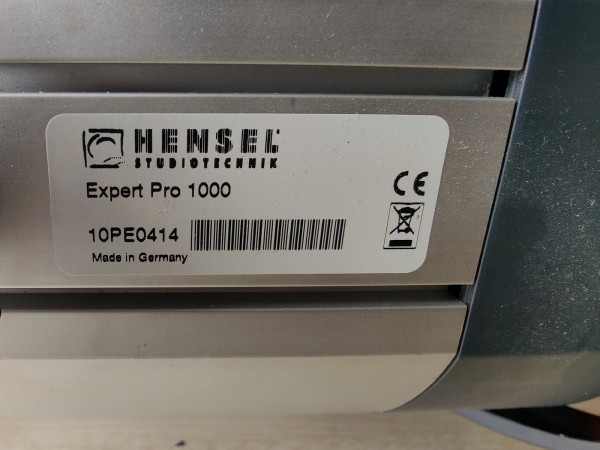 HENSEL
STUDIOTECHNIK
Expert Pro 1000
CE
10PE0414
Made in Germany